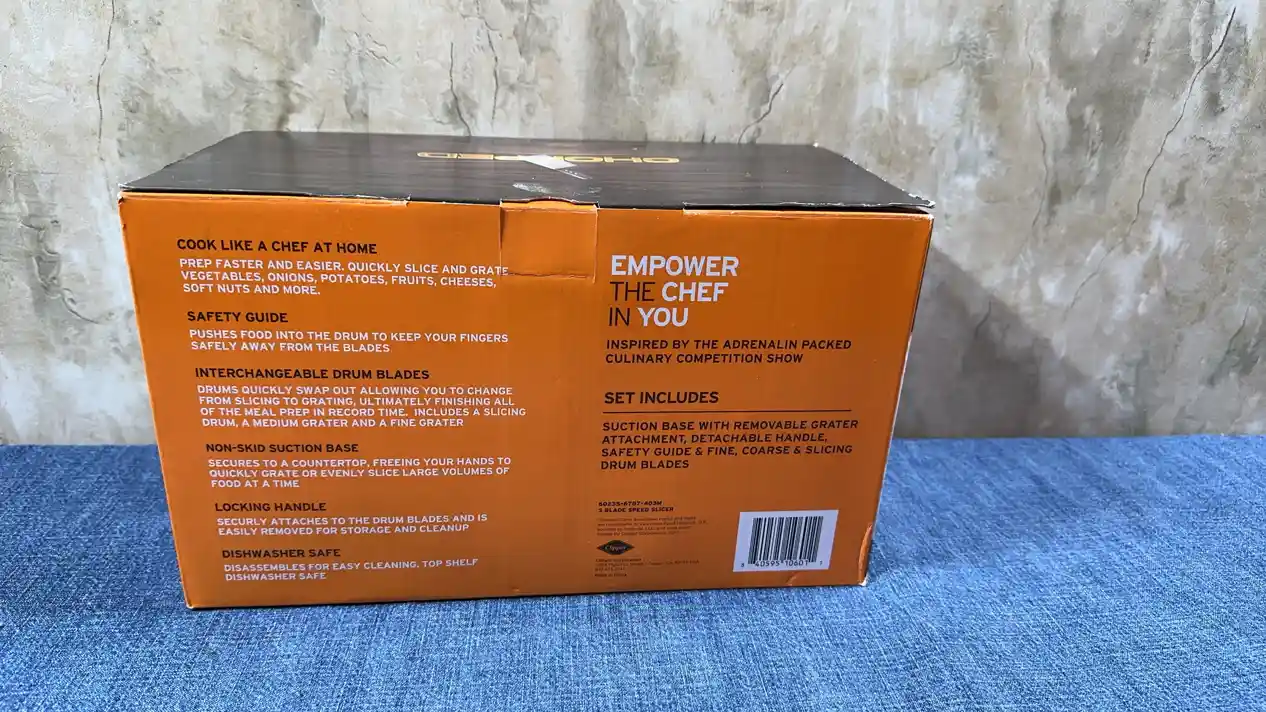 CHOPPED
COOK LIKE A CHEF AT HOME
PREP FASTER AND EASIER. QUICKLY SLICE AND GRATE
VEGETABLES, ONIONS, POTATOES, FRUITS, CHEESES,
SOFT NUTS AND MORE.
SAFETY GUIDE
PUSHES FOOD INTO THE DRUM TO KEEP YOUR FINGERS
SAFELY AWAY FROM THE BLADES
INTERCHANGEABLE DRUM BLADES
DRUMS QUICKLY SWAP OUT ALLOWING YOU TO CHANGE
FROM SLICING TO GRATING, ULTIMATELY FINISHING ALL
OF THE MEAL PREP IN RECORD TIME. INCLUDES A SLICING
DRUM, A MEDIUM GRATER AND A FINE GRATER
NON-SKID SUCTION BASE
SECURES TO A COUNTERTOP, FREEING YOUR HANDS TO
QUICKLY GRATE OR EVENLY SLICE LARGE VOLUMES OF
FOOD AT A TIME
LOCKING HANDLE
SECURLY ATTACHES TO THE DRUM BLADES AND IS
EASILY REMOVED FOR STORAGE AND CLEANUP
DISHWASHER SAFE
DISASSEMBLES FOR EASY CLEANING, TOP SHELF
DISHWASHER SAFE
EMPOWER
THE CHEF
IN YOU
INSPIRED BY THE ADRENALIN PACKED
CULINARY COMPETITION SHOW
SET INCLUDES
SUCTION BASE WITH REMOVABLE GRATER
ATTACHMENT, DETACHABLE HANDLE,
SAFETY GUIDE & FINE, COARSE & SLICING
DRUM BLADES
3 BLADE SPEED SLICER
Clipper
8 40595 10601 1